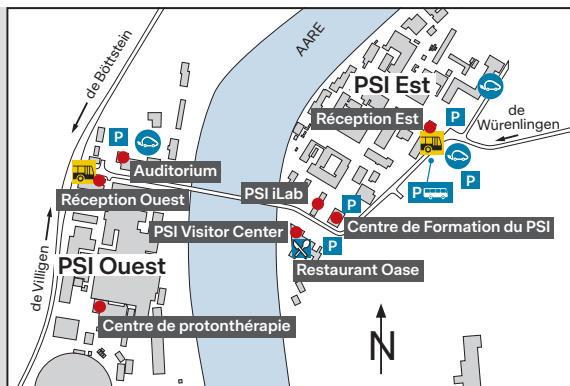 de Böttstein
AARE
PSI Est
Réception Est
P
de
Würenlingen
P
Auditorium
P
P
Réception Ouest
PSI iLab
P
Centre de Formation du PSI
PSI Visitor Center
P
PSI Ouest
Restaurant Oase
de Villigen
Centre de protonthérapie
N